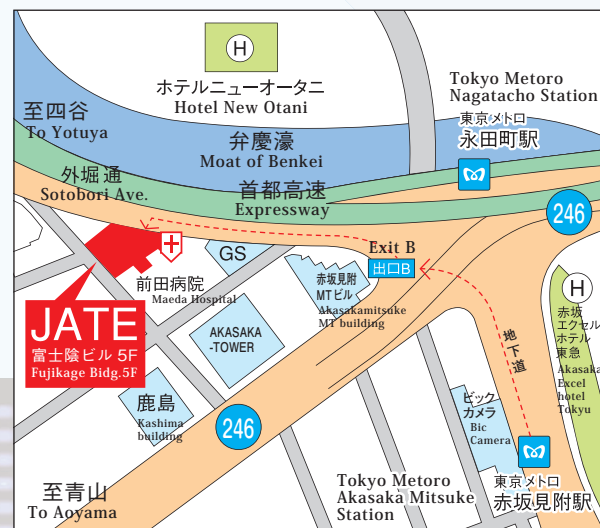 H
ホテルニューオータニ
Hotel New Otani
至四谷
To Yotuya
弁慶濠
Moat of Benkei
Tokyo Metoro
Nagatacho Station
東京メトロ
永田町駅
外堀通
Sotobori Ave.
首都高速
Expressway
246
Exit B
出口B
GS
前田病院
Maeda Hospital
赤坂見附
MTビル
Akasakamitsuke
MT building
H
赤坂
エクセル
ホテル
東急
Akasaka
Excel
hotel
Tokyu
JATE
富士陰ビル 5F
Fujikage Bidg.5F
AKASAKA
-TOWER
地下道
鹿島
Kashima
building
246
ビック
カメラ
Bic
Camera
至青山
To Aoyama
Tokyo Metoro
Akasaka Mitsuke
Station
東京メトロ
赤坂見附駅